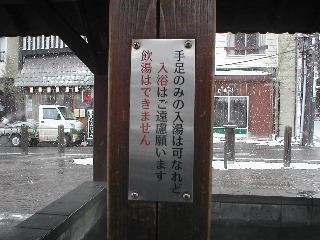 手足のみの入湯は可なれど
入浴はご遠慮願います
飲湯はできません